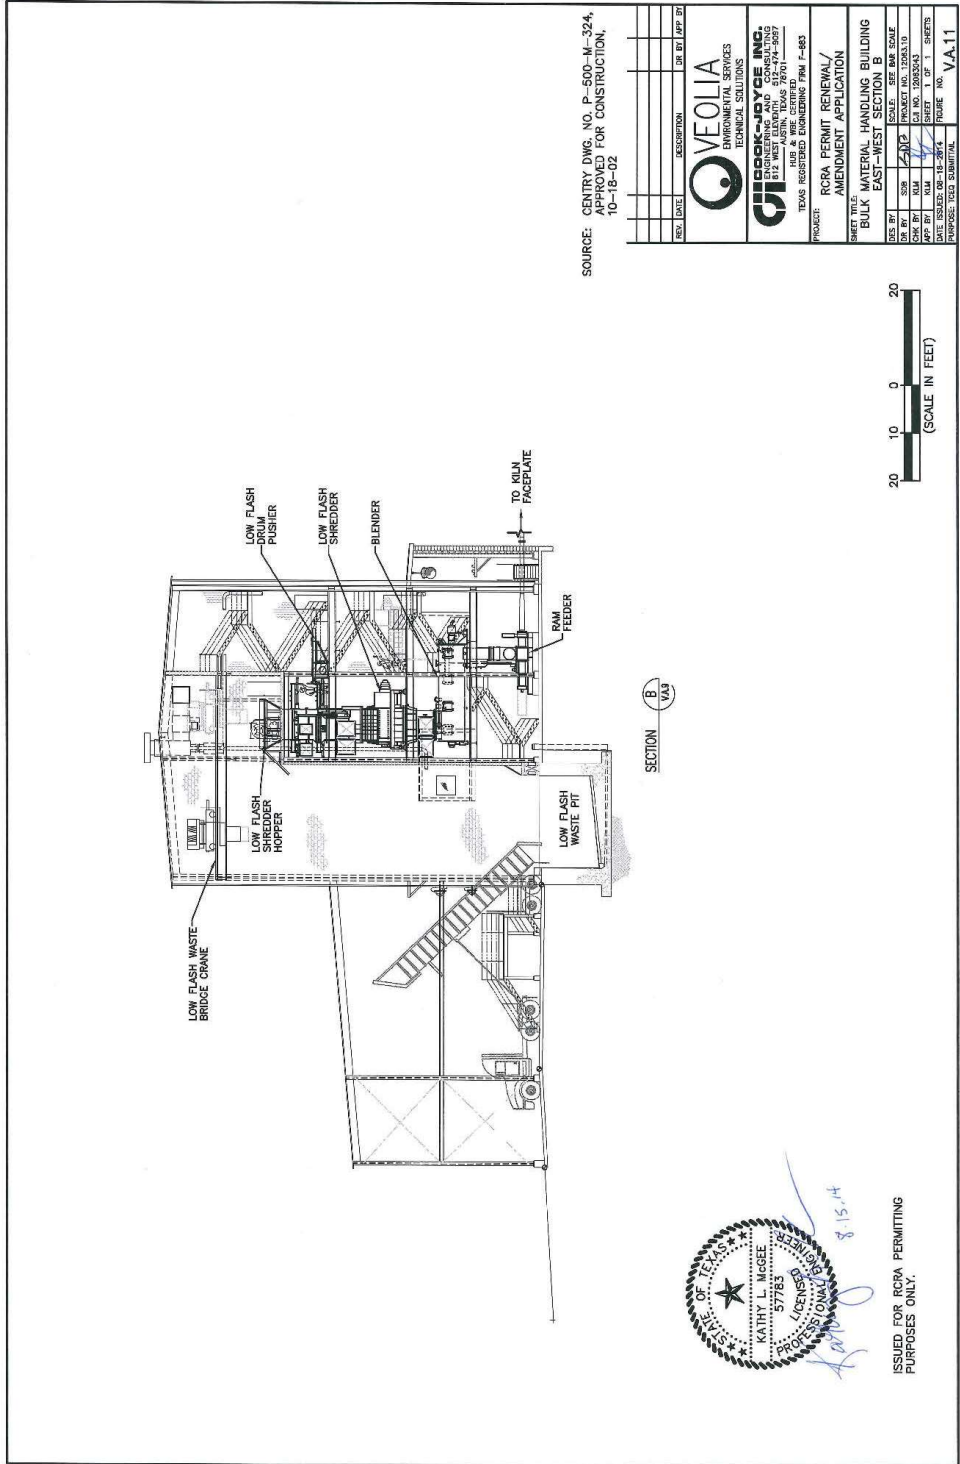 LOW FLASH WASTE
BRIDGE CRANE
LOW FLASH
SHREDDER
HOPPER
LOW FLASH
DRUM
PUSHER
LOW FLASH
SHREDDER
BLENDER
TO KILN
FACEPLATE
RAM
FEEDER
LOW FLASH
WASTE PIT
SECTION
B
V.A.9
SOURCE: CENTRY DWG. NO. P-500-M-324,
APPROVED FOR CONSTRUCTION,
10-18-02
REV. DATE DESCRIPTION DR BY APP BY
VEOLIA
ENVIRONMENTAL SERVICES
TECHNICAL SOLUTIONS
COOK-JOYCE INC.
ENGINEERING AND CONSULTING
812 WEST ELEVENTH 512-474-9097
AUSTIN, TEXAS 78701
HUB & WBE CERTIFIED
TEXAS REGISTERED ENGINEERING FIRM F-883
PROJECT:
RCRA PERMIT RENEWAL/
AMENDMENT APPLICATION
SHEET TITLE:
BULK MATERIAL HANDLING BUILDING
EAST-WEST SECTION B
DES BY SCALE: SEE BAR SCALE
DR BY SDB PROJECT NO. 12083.10
CHK BY KLM CJI NO. 12083043
APP BY KLM SHEET 1 OF 1 SHEETS
DATE ISSUED: 08-18-2014 FIGURE NO.
PURPOSE: TCEQ SUBMITTAL V.A.11
20 10 0 20
(SCALE IN FEET)
STATE OF TEXAS
KATHY L. McGEE
57783
LICENSED
PROFESSIONAL ENGINEER
8.15.14
ISSUED FOR RCRA PERMITTING
PURPOSES ONLY.